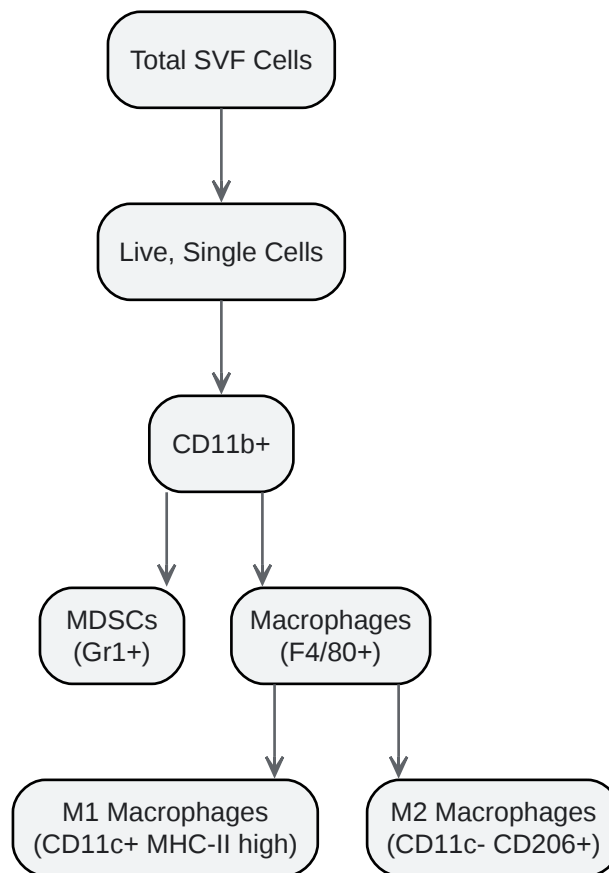 Total SVF Cells
Live, Single Cells
CD11b+
MDSCs
(Gr1+)
Macrophages
(F4/80+)
M1 Macrophages
(CD11c+ MHC-II high)
M2 Macrophages
(CD11c- CD206+)